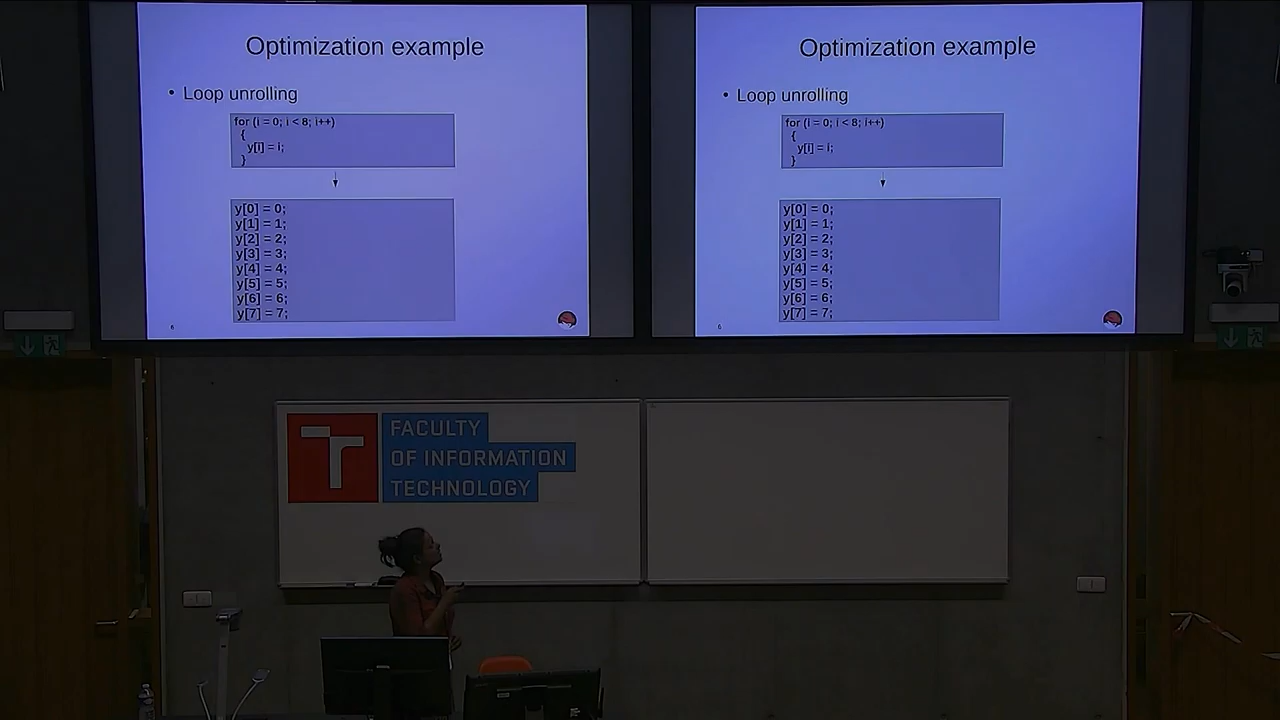 Optimization example
• Loop unrolling
for (i = 0; i < 8; i++)
{
y[i] = i;
}
y[0] = 0;
y[1] = 1;
y[2] = 2;
y[3] = 3;
y[4] = 4;
y[5] = 5;
y[6] = 6;
y[7] = 7;
6
Optimization example
• Loop unrolling
for (i = 0; i < 8; i++)
{
y[i] = i;
}
y[0] = 0;
y[1] = 1;
y[2] = 2;
y[3] = 3;
y[4] = 4;
y[5] = 5;
y[6] = 6;
y[7] = 7;
6
T
FACULTY
OF INFORMATION
TECHNOLOGY